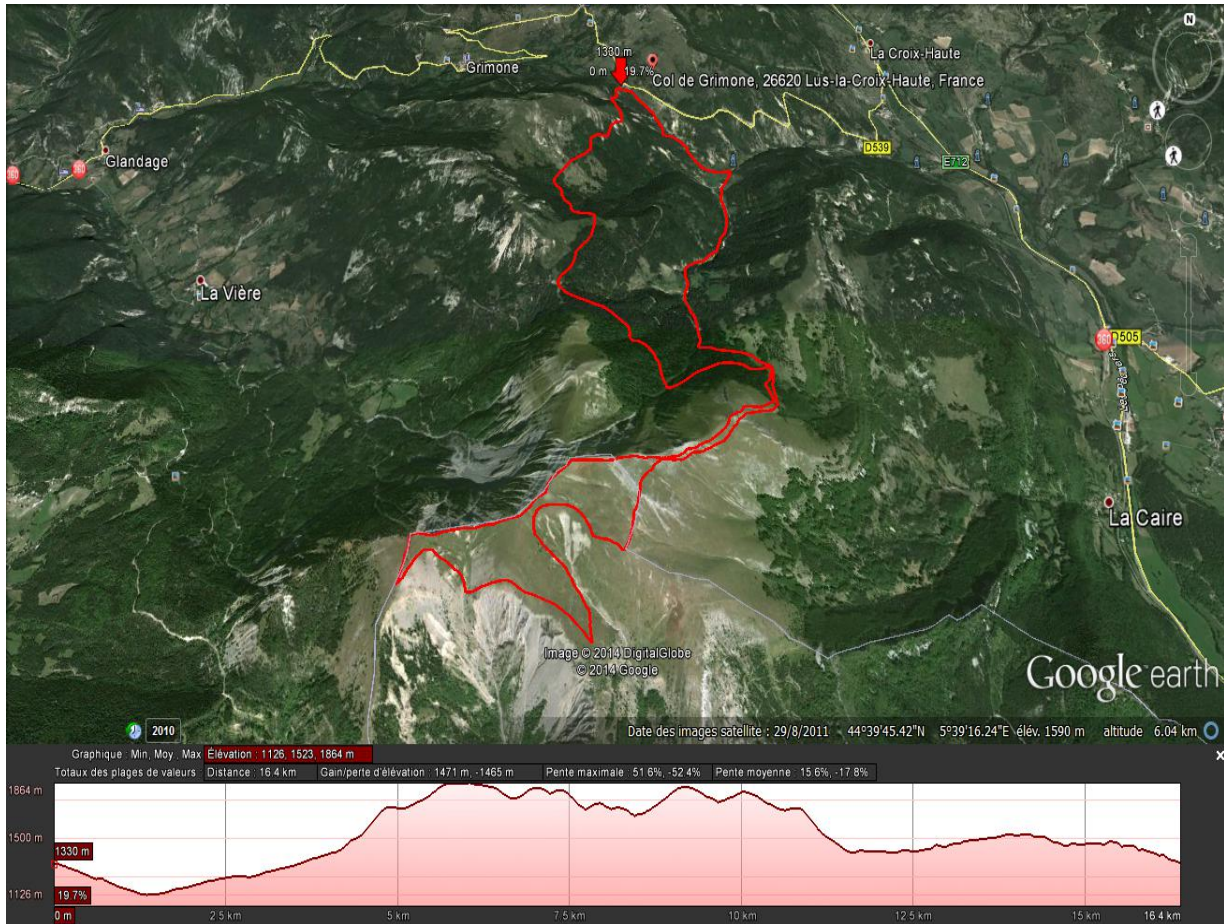 N
La Croix-Haute
1330 m
Grimone
0 m 19.7%
Col de Grimone, 26620 Lus-la-Croix-Haute, France
D539
Glandage
E712
360
360
La Vière
360
D505
La Caire
Image © 2014 DigitalGlobe
© 2014 Google
Google earth
2010
Date des images satellite : 29/8/2011 44°39'45.42"N 5°39'16.24"E élév. 1590 m altitude 6.04 km
x
Graphique : Min, Moy., Max Élévation : 1126, 1523, 1864 m
Totaux des plages de valeurs : Distance : 16.4 km Gain/perte d'élévation : 1471 m, -1465 m Pente maximale : 51.6%, -52.4% Pente moyenne : 15.6%, -17.8%
1864 m
1500 m
1330 m
1126 m
19.7%
0 m
2.5 km
5 km
7.5 km
10 km
12.5 km
15 km
16.4 km